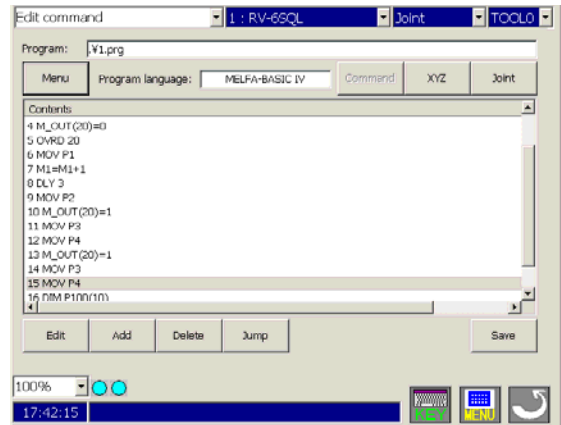 Edit command 1 : RV-6SQL Joint TOOL0
Program: .¥1.prg
Menu Program language: MELFA-BASIC IV Command XYZ Joint
Contents
4 M_OUT(20)=0
5 OVRD 20
6 MOV P1
7 M1=M1+1
8 DLY 3
9 MOV P2
10 M_OUT(20)=1
11 MOV P3
12 MOV P4
13 M_OUT(20)=1
14 MOV P3
15 MOV P4
16 DIM P100(10)
Edit Add Delete Jump Save
100%
17:42:15 KEY MENU